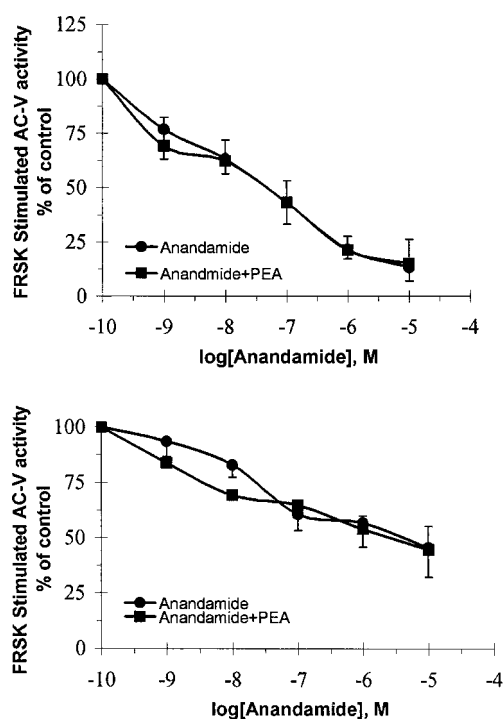 FRSK Stimulated AC-V activity
% of control
125
100
75
50
25
0
Anandamide
Anandmide+PEA
-10 -9 -8 -7 -6 -5 -4
log[Anandamide], M
FRSK Stimulated AC-V activity
% of control
100
75
50
25
0
Anandamide
Anandamide+PEA
-10 -9 -8 -7 -6 -5 -4
log[Anandamide], M